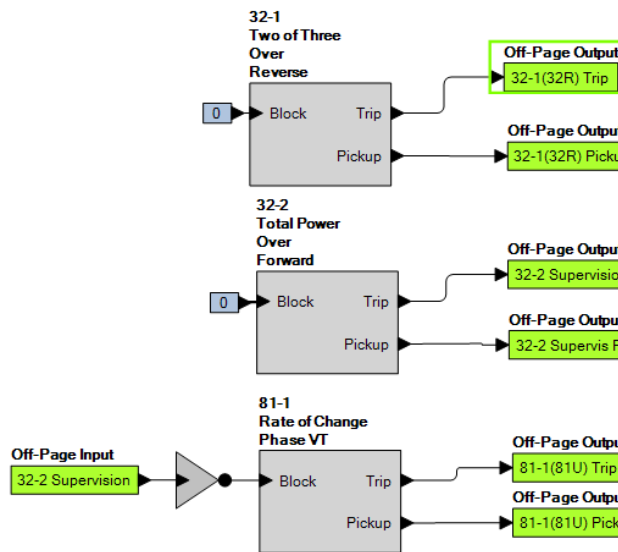 32-1
Two of Three
Over
Reverse
Off-Page Output
0
Block
Trip
32-1(32R) Trip
Off-Page Output
Pickup
32-1(32R) Picku
32-2
Total Power
Over
Forward
Off-Page Output
0
Block
Trip
32-2 Supervisio
Off-Page Outpu
Pickup
32-2 Supervis
81-1
Rate of Change
Phase VT
Off-Page Input
Off-Page Outpu
32-2 Supervision
Block
Trip
81-1(81U) Trip
Off-Page Outpu
Pickup
81-1(81U) Pick